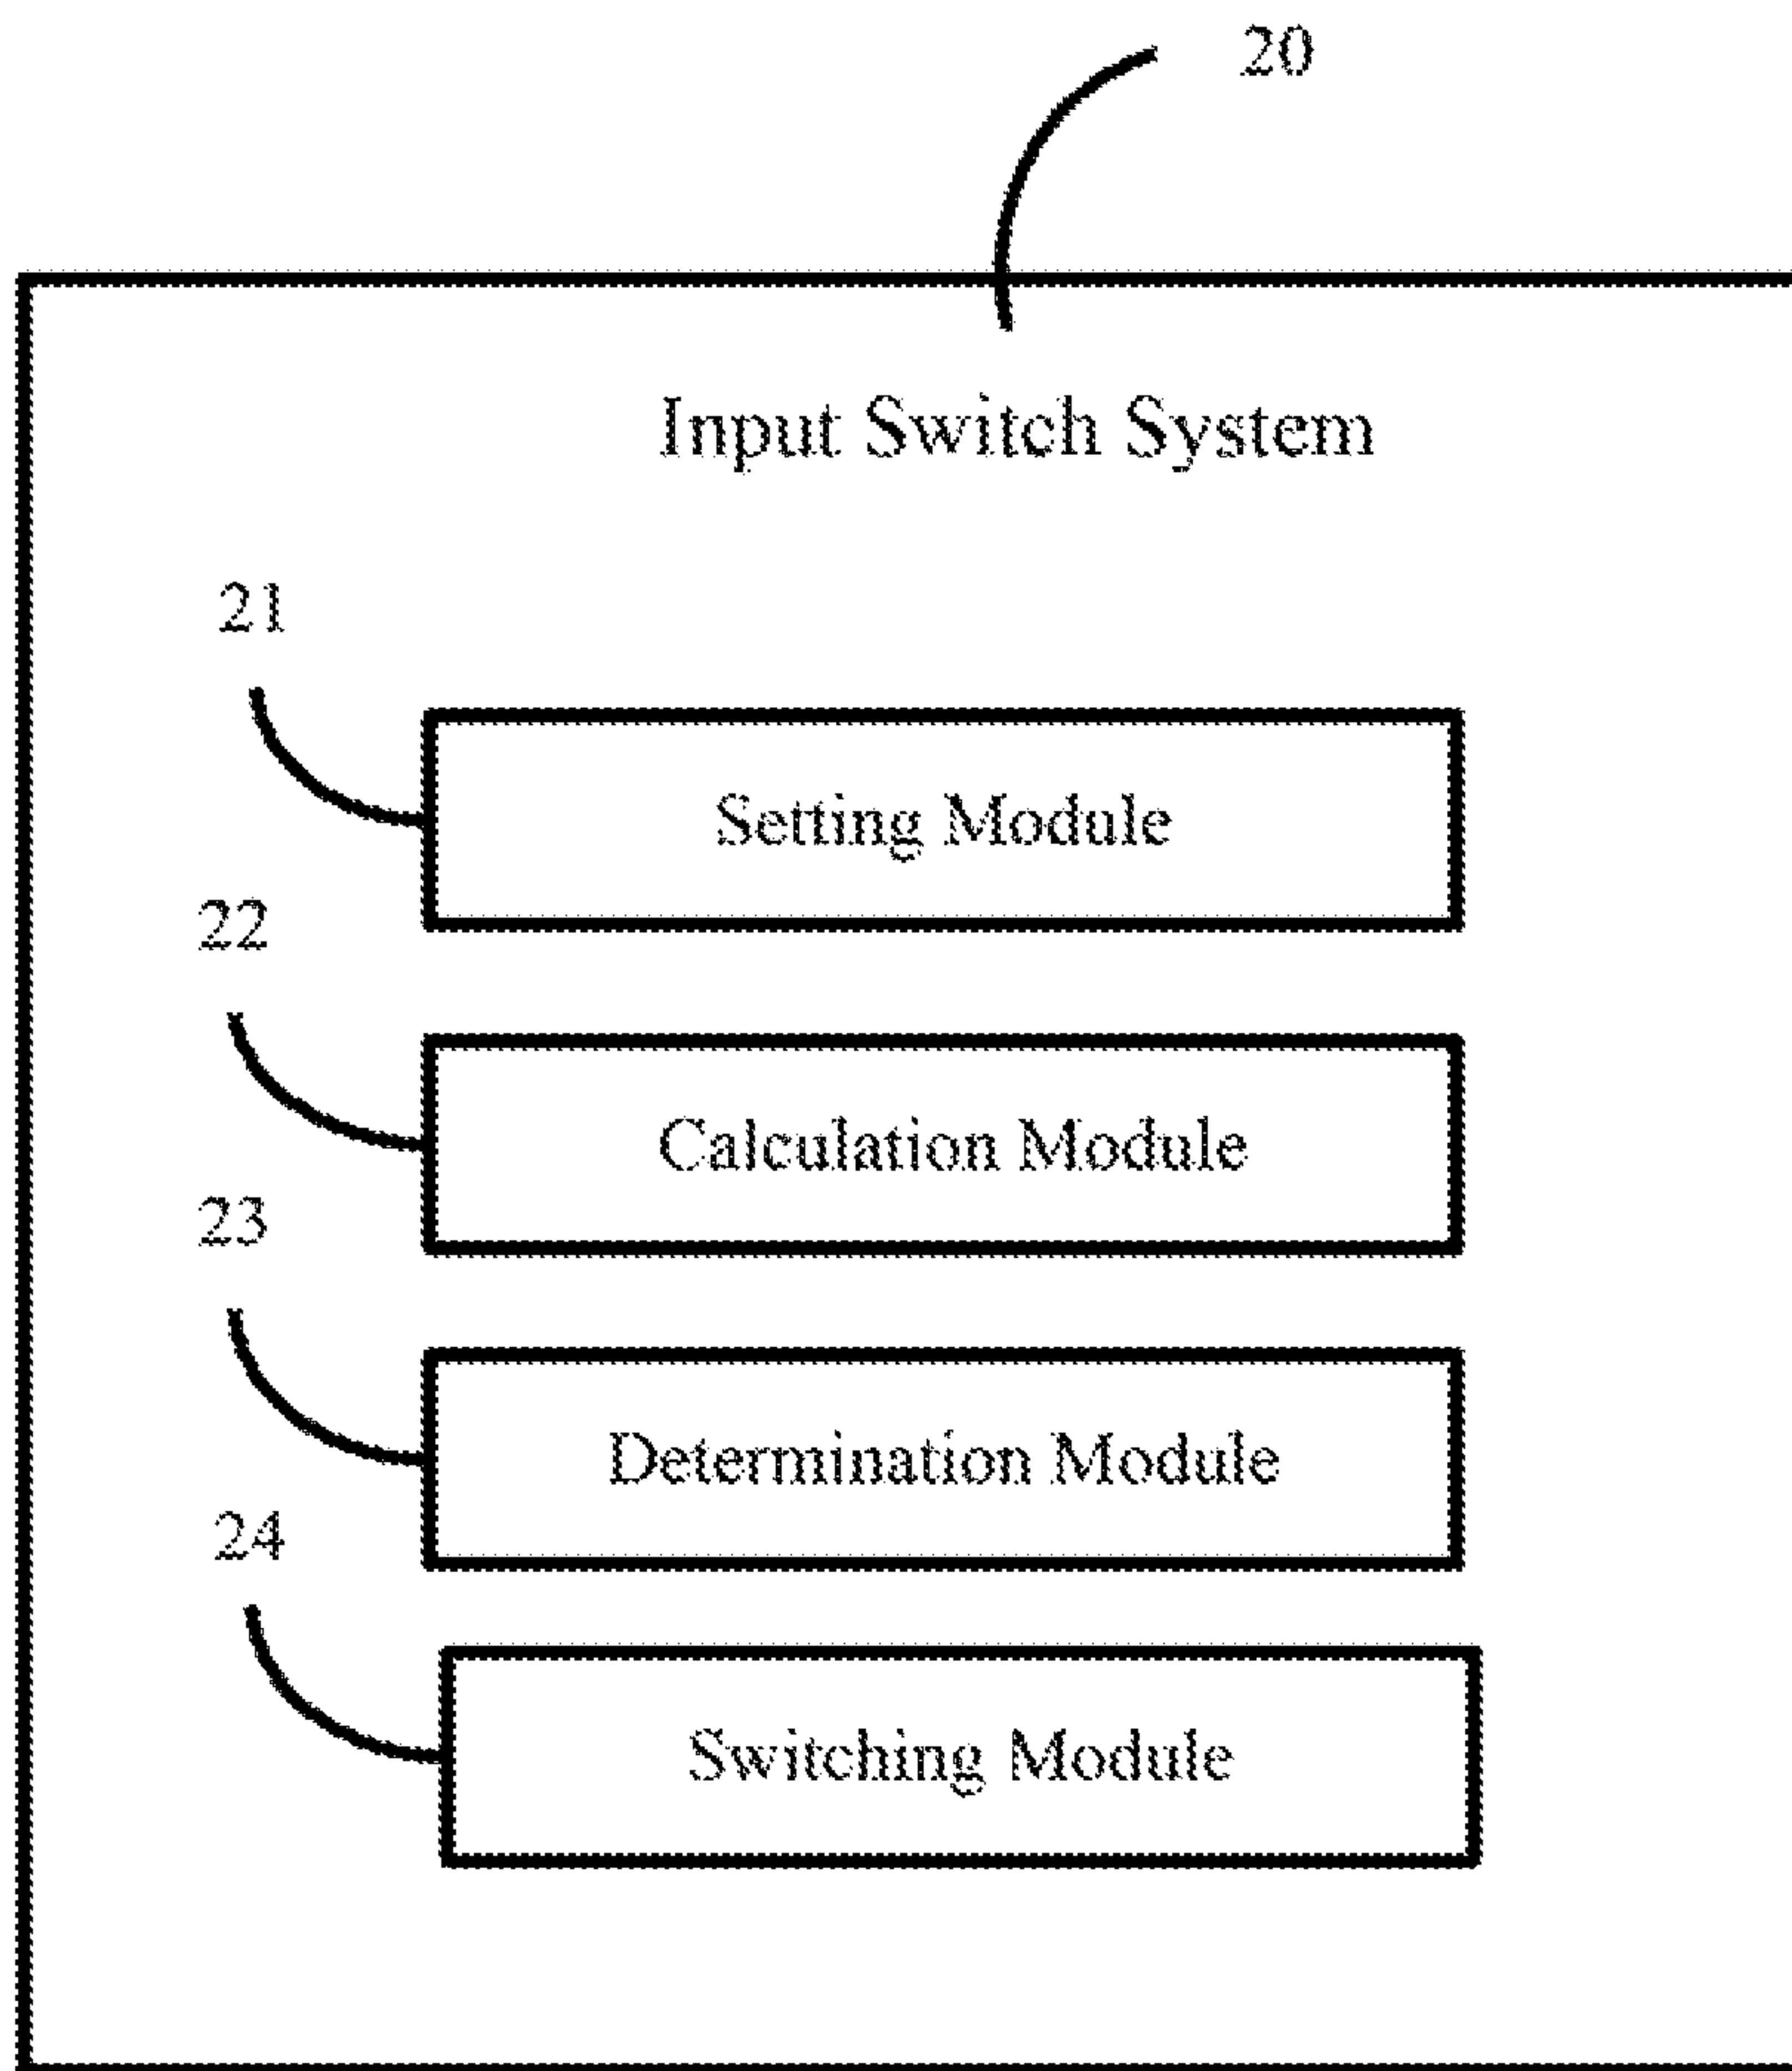 20
Input Switch System
21
Setting Module
22
Calculation Module
23
Determination Module
24
Switching Module